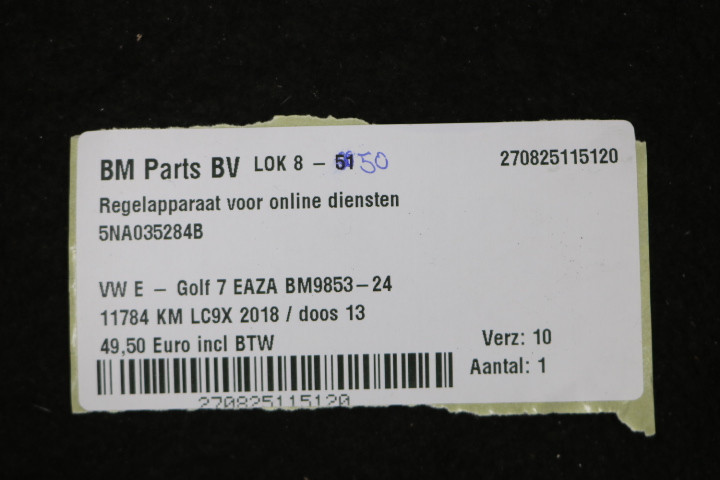 BM Parts BV LOK 8 - 51 50 270825115120
Regelapparaat voor online diensten
5NA035284B
VW E - Golf 7 EAZA BM9853-24
11784 KM LC9X 2018 / doos 13
49,50 Euro incl BTW Verz: 10
Aantal: 1
270825115120